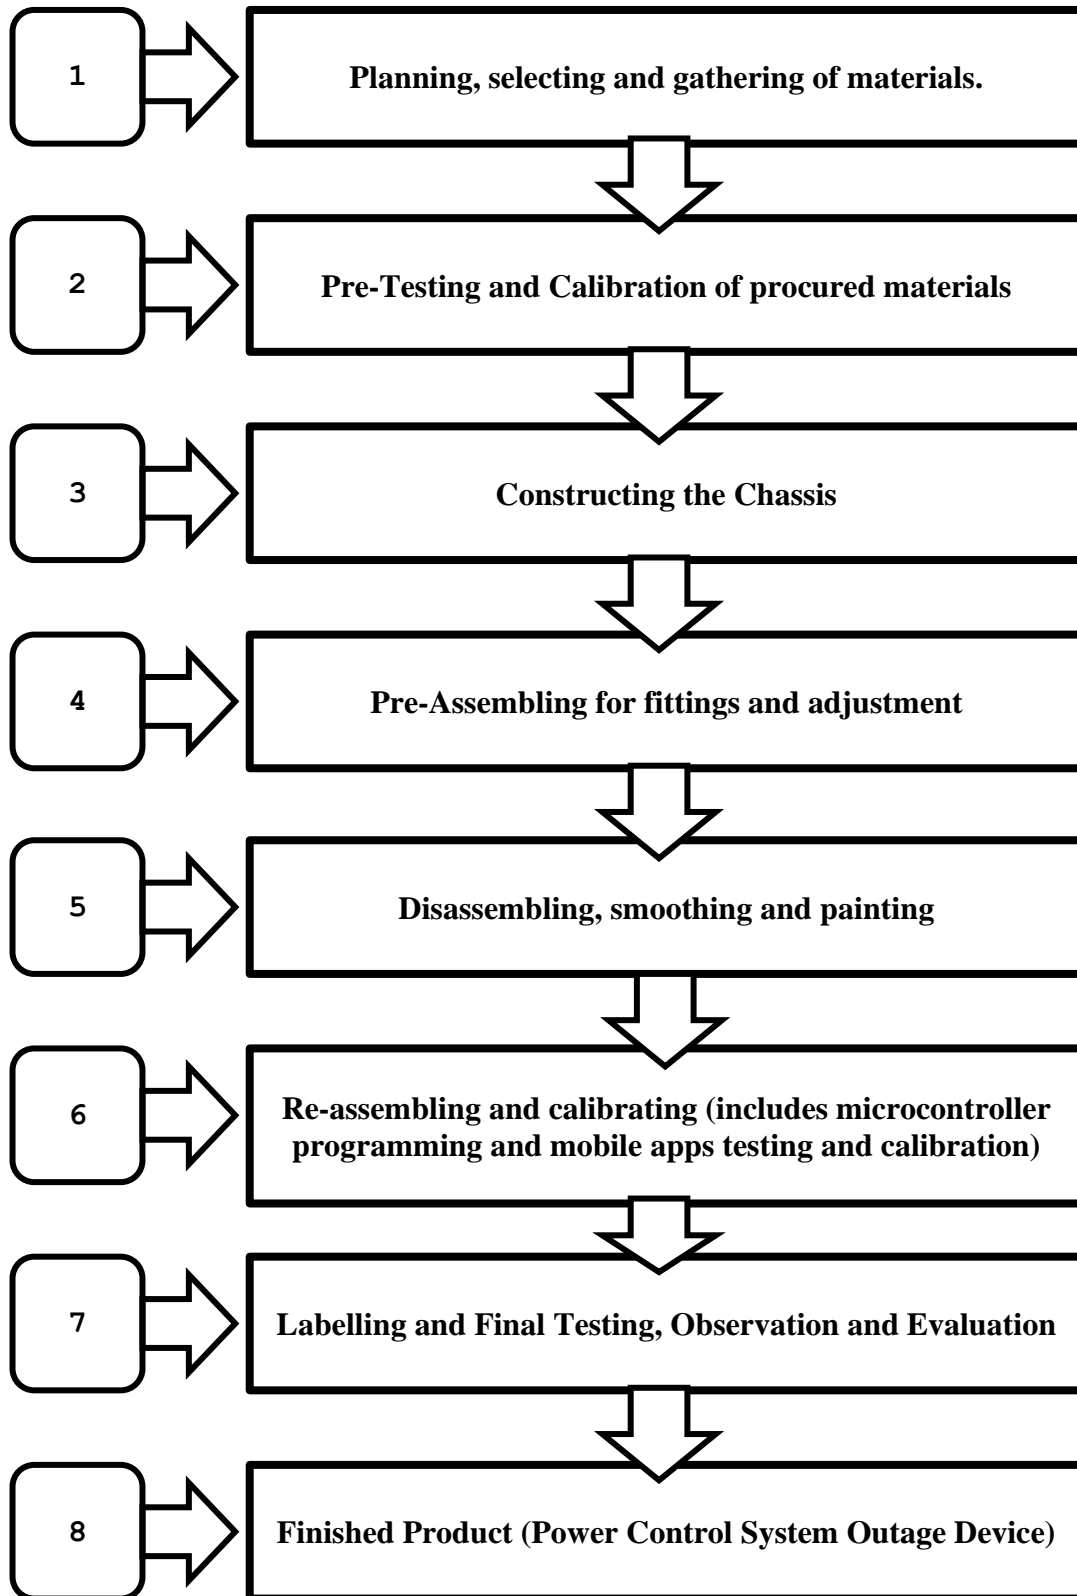 1
Planning, selecting and gathering of materials.
2
Pre-Testing and Calibration of procured materials
3
Constructing the Chassis
4
Pre-Assembling for fittings and adjustment
5
Disassembling, smoothing and painting
6
Re-assembling and calibrating (includes microcontroller
programming and mobile apps testing and calibration)
7
Labelling and Final Testing, Observation and Evaluation
8
Finished Product (Power Control System Outage Device)